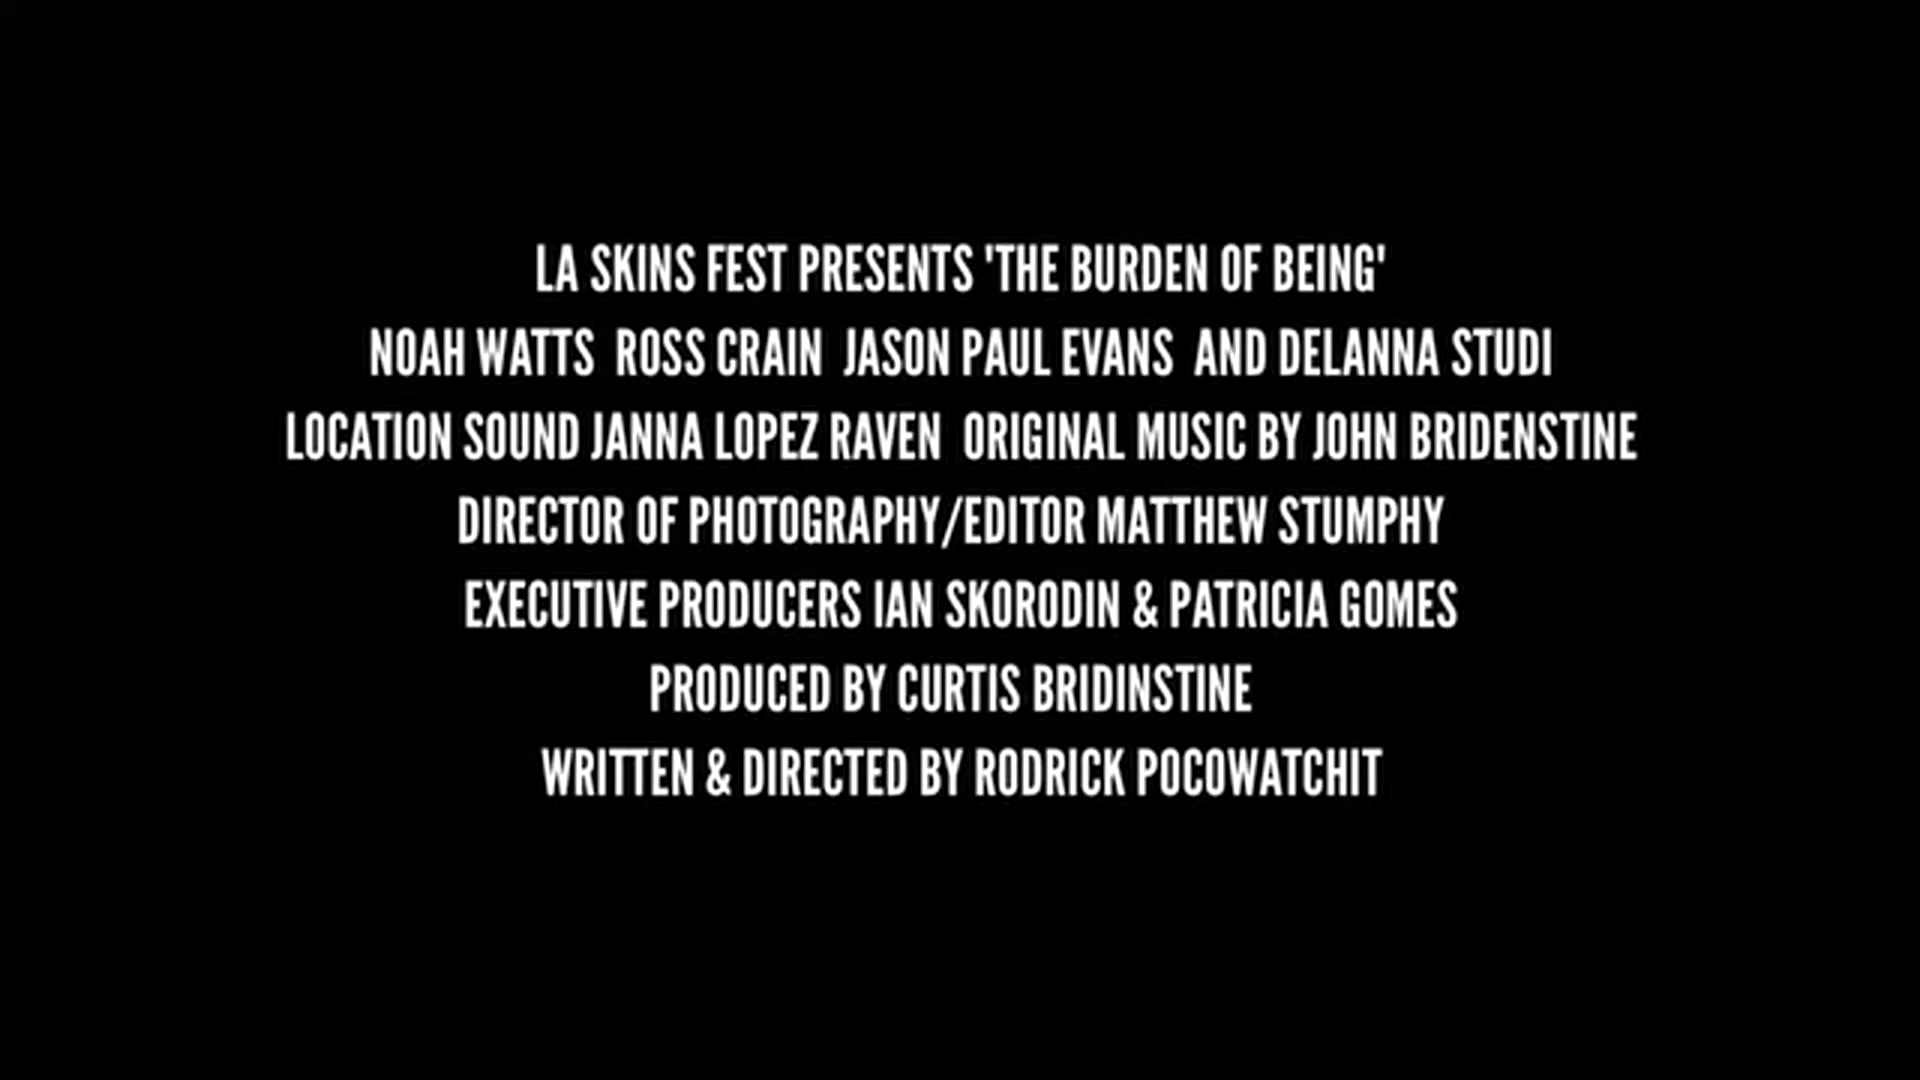 LA SKINS FEST PRESENTS 'THE BURDEN OF BEING'
NOAH WATTS  ROSS CRAIN  JASON PAUL EVANS  AND DELANNA STUDI
LOCATION SOUND JANNA LOPEZ RAVEN  ORIGINAL MUSIC BY JOHN BRIDENSTINE
DIRECTOR OF PHOTOGRAPHY/EDITOR MATTHEW STUMPHY
EXECUTIVE PRODUCERS IAN SKORODIN & PATRICIA GOMES
PRODUCED BY CURTIS BRIDINSTINE
WRITTEN & DIRECTED BY RODRICK POCOWATCHIT